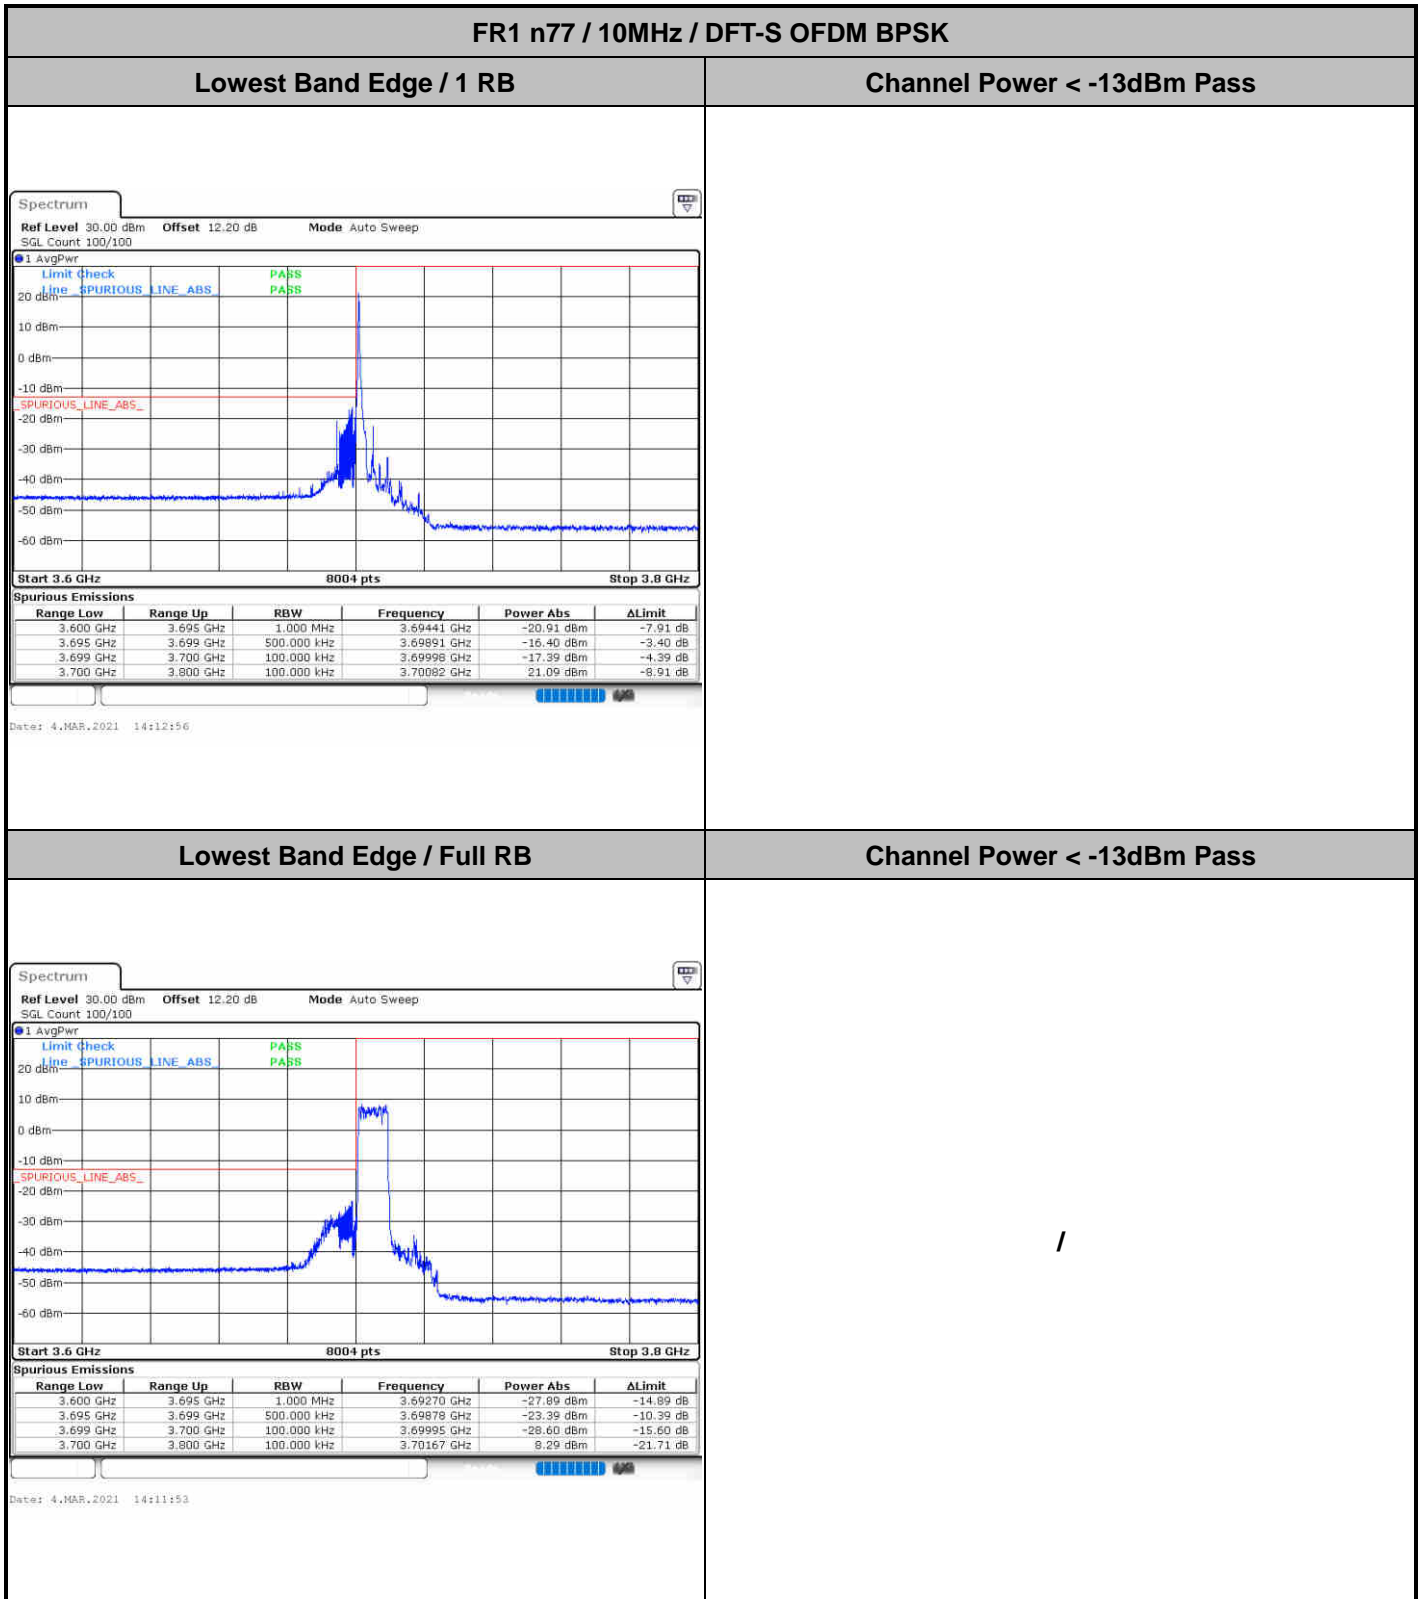 FR1 n77 / 10MHz / DFT-S OFDM BPSK
Lowest Band Edge / 1 RB
Channel Power < -13dBm Pass
Spectrum
Ref Level 30.00 dBm Offset 12.20 dB Mode Auto Sweep
SGL Count 100/100
1 AvgPwr
Limit Check PASS
Line _SPURIOUS_LINE_ABS_ PASS
20 dBm
10 dBm
0 dBm
-10 dBm
_SPURIOUS_LINE_ABS_
-20 dBm
-30 dBm
-40 dBm
-50 dBm
-60 dBm
Start 3.6 GHz 8004 pts Stop 3.8 GHz
Spurious Emissions
Range Low Range Up RBW Frequency Power Abs ΔLimit
3.600 GHz 3.695 GHz 1.000 MHz 3.69441 GHz -20.91 dBm -7.91 dB
3.695 GHz 3.699 GHz 500.000 kHz 3.69891 GHz -16.40 dBm -3.40 dB
3.699 GHz 3.700 GHz 100.000 kHz 3.69998 GHz -17.39 dBm -4.39 dB
3.700 GHz 3.800 GHz 100.000 kHz 3.70082 GHz 21.09 dBm -8.91 dB
Date: 4.MAR.2021 14:12:56
Lowest Band Edge / Full RB
Channel Power < -13dBm Pass
Spectrum
Ref Level 30.00 dBm Offset 12.20 dB Mode Auto Sweep
SGL Count 100/100
1 AvgPwr
Limit Check PASS
Line _SPURIOUS_LINE_ABS_ PASS
20 dBm
10 dBm
0 dBm
-10 dBm
_SPURIOUS_LINE_ABS_
-20 dBm
-30 dBm
-40 dBm
-50 dBm
-60 dBm
Start 3.6 GHz 8004 pts Stop 3.8 GHz
Spurious Emissions
Range Low Range Up RBW Frequency Power Abs ΔLimit
3.600 GHz 3.695 GHz 1.000 MHz 3.69270 GHz -27.89 dBm -14.89 dB
3.695 GHz 3.699 GHz 500.000 kHz 3.69878 GHz -23.39 dBm -10.39 dB
3.699 GHz 3.700 GHz 100.000 kHz 3.69995 GHz -28.60 dBm -15.60 dB
3.700 GHz 3.800 GHz 100.000 kHz 3.70167 GHz 8.29 dBm -21.71 dB
Date: 4.MAR.2021 14:11:53
/